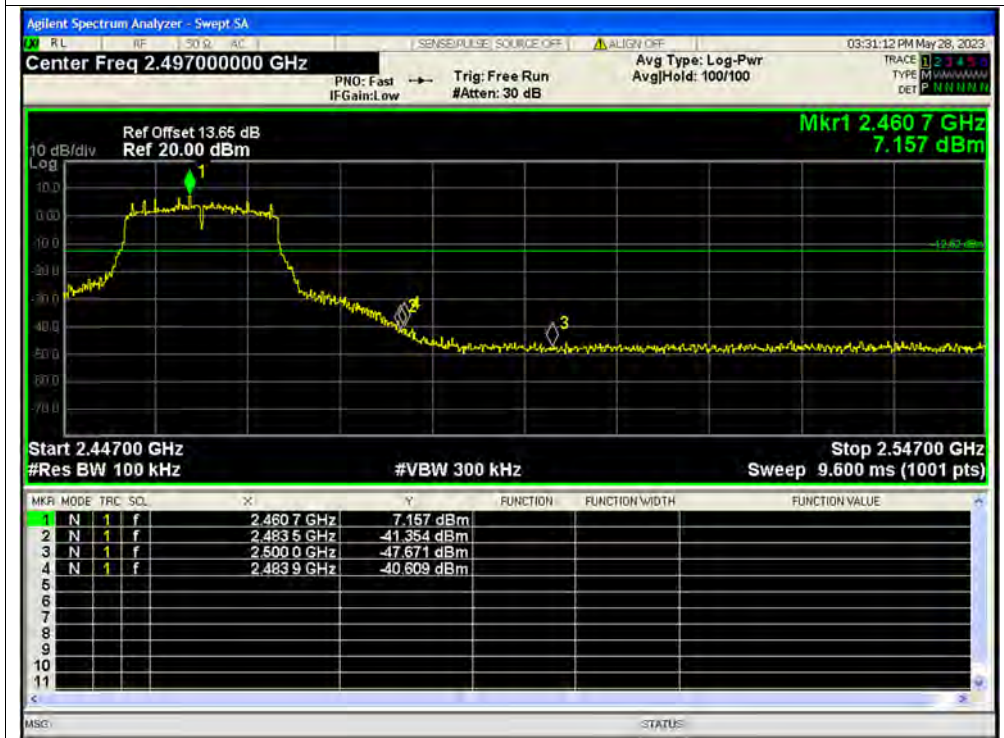 Agilent Spectrum Analyzer - Swept SA
RL RF 50 Ω AC SENSE:PULSE SOURCE OFF ALIGN OFF 03:31:12 PM May 28, 2023
Center Freq 2.497000000 GHz
PNO: Fast
IFGain:Low
Trig: Free Run
#Atten: 30 dB
Avg Type: Log-Pwr
Avg|Hold: 100/100
TRACE 1 2 3 4 5 6
TYPE M WWWWW
DET P N N N N N
Mkr1 2.460 7 GHz
7.157 dBm
Ref Offset 13.65 dB
10 dB/div Ref 20.00 dBm
Log
10.0
0.00
-10.0
-20.0
-30.0
-40.0
-50.0
-60.0
-70.0
1
3
-12.62 dBm
Start 2.44700 GHz Stop 2.54700 GHz
#Res BW 100 kHz #VBW 300 kHz Sweep 9.600 ms (1001 pts)
MKR MODE TRC SCL X Y FUNCTION FUNCTION WIDTH FUNCTION VALUE
1 N 1 f 2.460 7 GHz 7.157 dBm
2 N 1 f 2.483 5 GHz -41.354 dBm
3 N 1 f 2.500 0 GHz -47.671 dBm
4 N 1 f 2.483 9 GHz -40.609 dBm
5
6
7
8
9
10
11
MSG STATUS